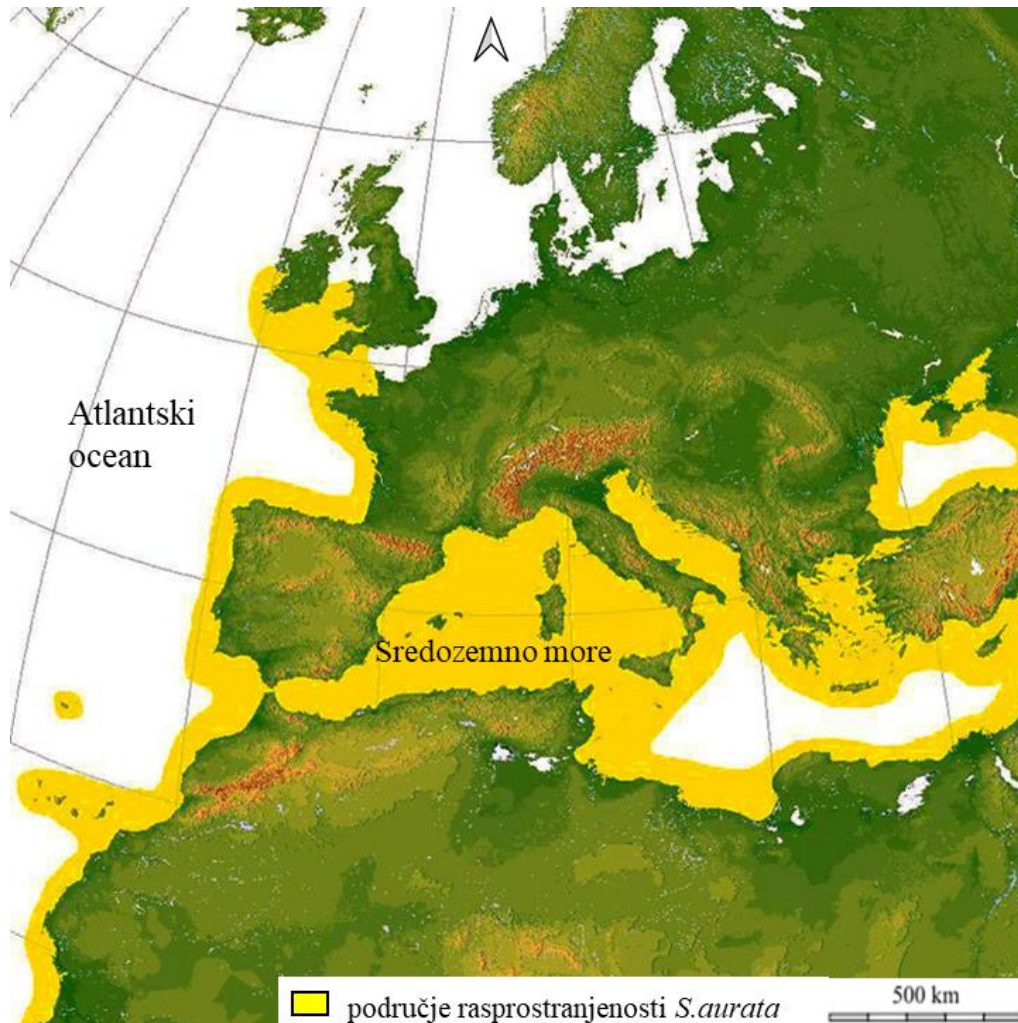 Atlantski
ocean
Sredozemno more
područje rasprostranjenosti S.aurata
500 km